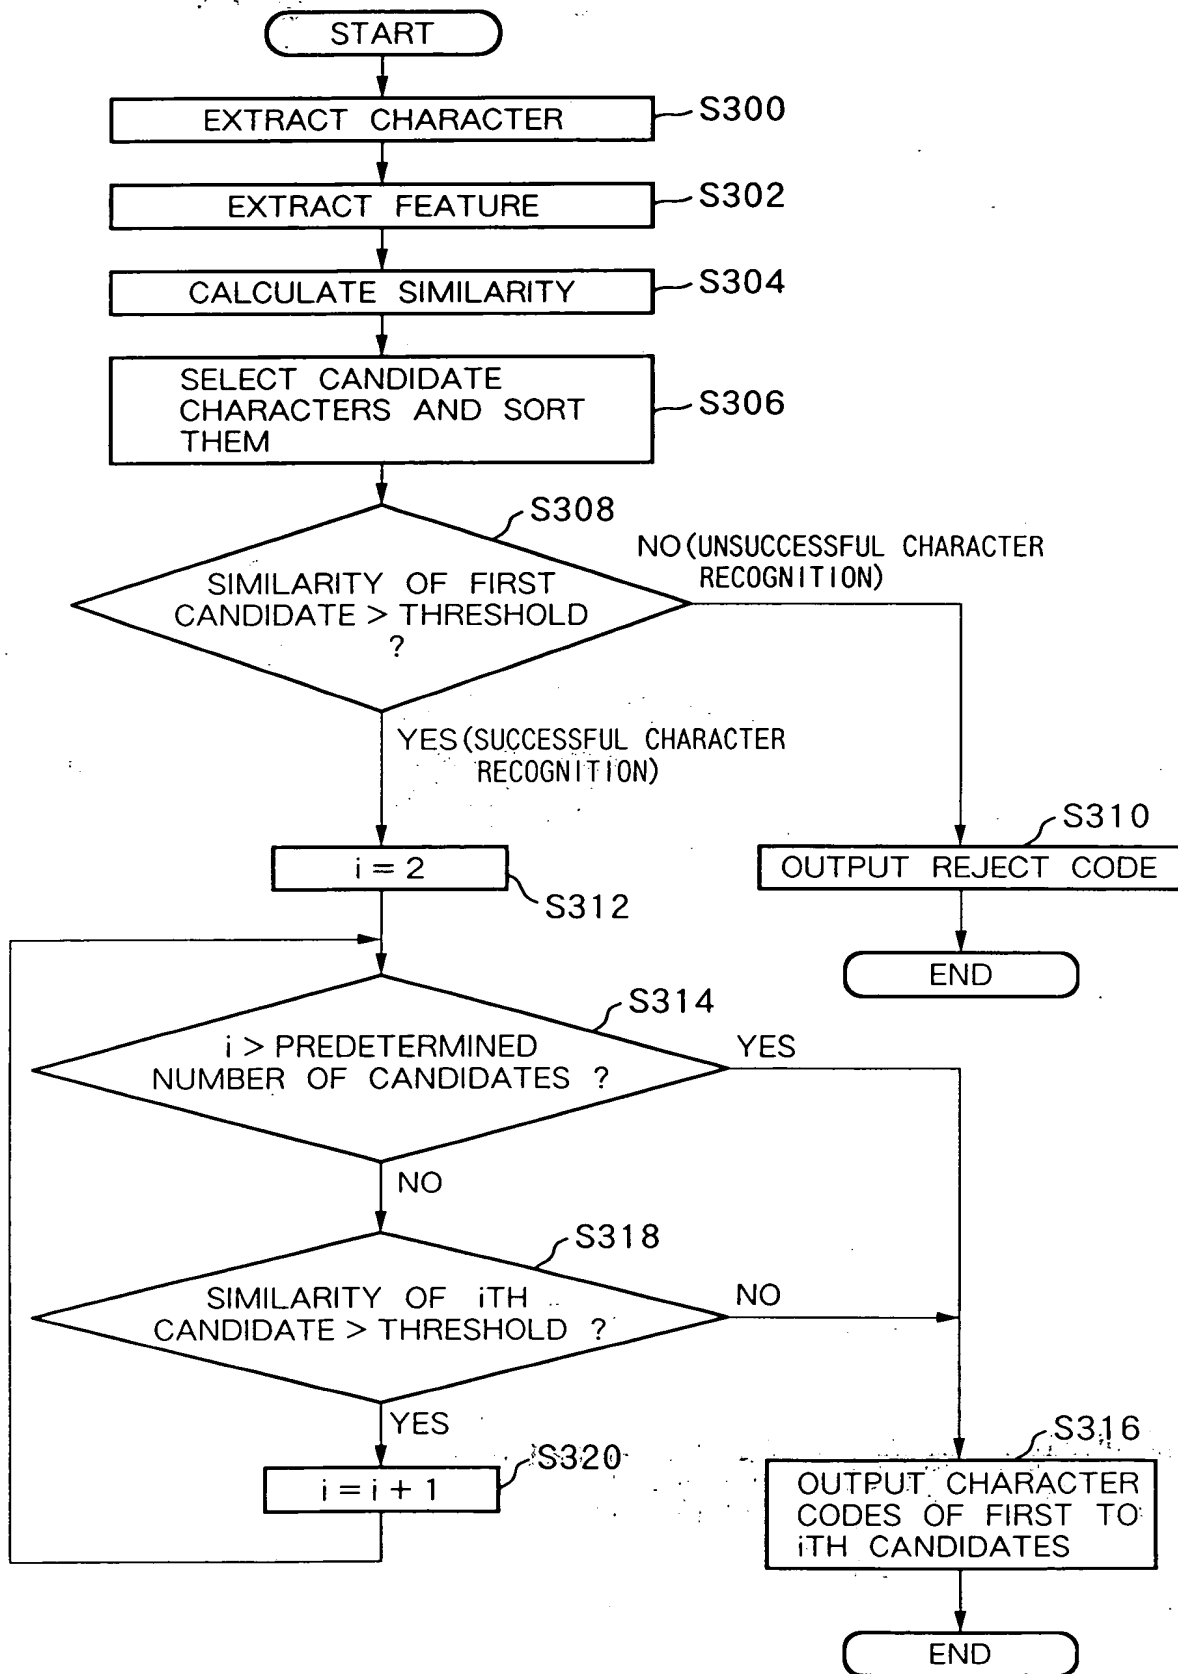 START
EXTRACT CHARACTER
S300
EXTRACT FEATURE
S302
CALCULATE SIMILARITY
S304
SELECT CANDIDATE
CHARACTERS AND SORT
THEM
S306
S308
SIMILARITY OF FIRST
CANDIDATE > THRESHOLD
?
NO (UNSUCCESSFUL CHARACTER
RECOGNITION)
YES (SUCCESSFUL CHARACTER
RECOGNITION)
S310
OUTPUT REJECT CODE
END
i = 2
S312
S314
i > PREDETERMINED
NUMBER OF CANDIDATES ?
YES
NO
S318
SIMILARITY OF iTH
CANDIDATE > THRESHOLD ?
NO
YES
S320
i = i + 1
S316
OUTPUT CHARACTER
CODES OF FIRST TO
iTH CANDIDATES
END